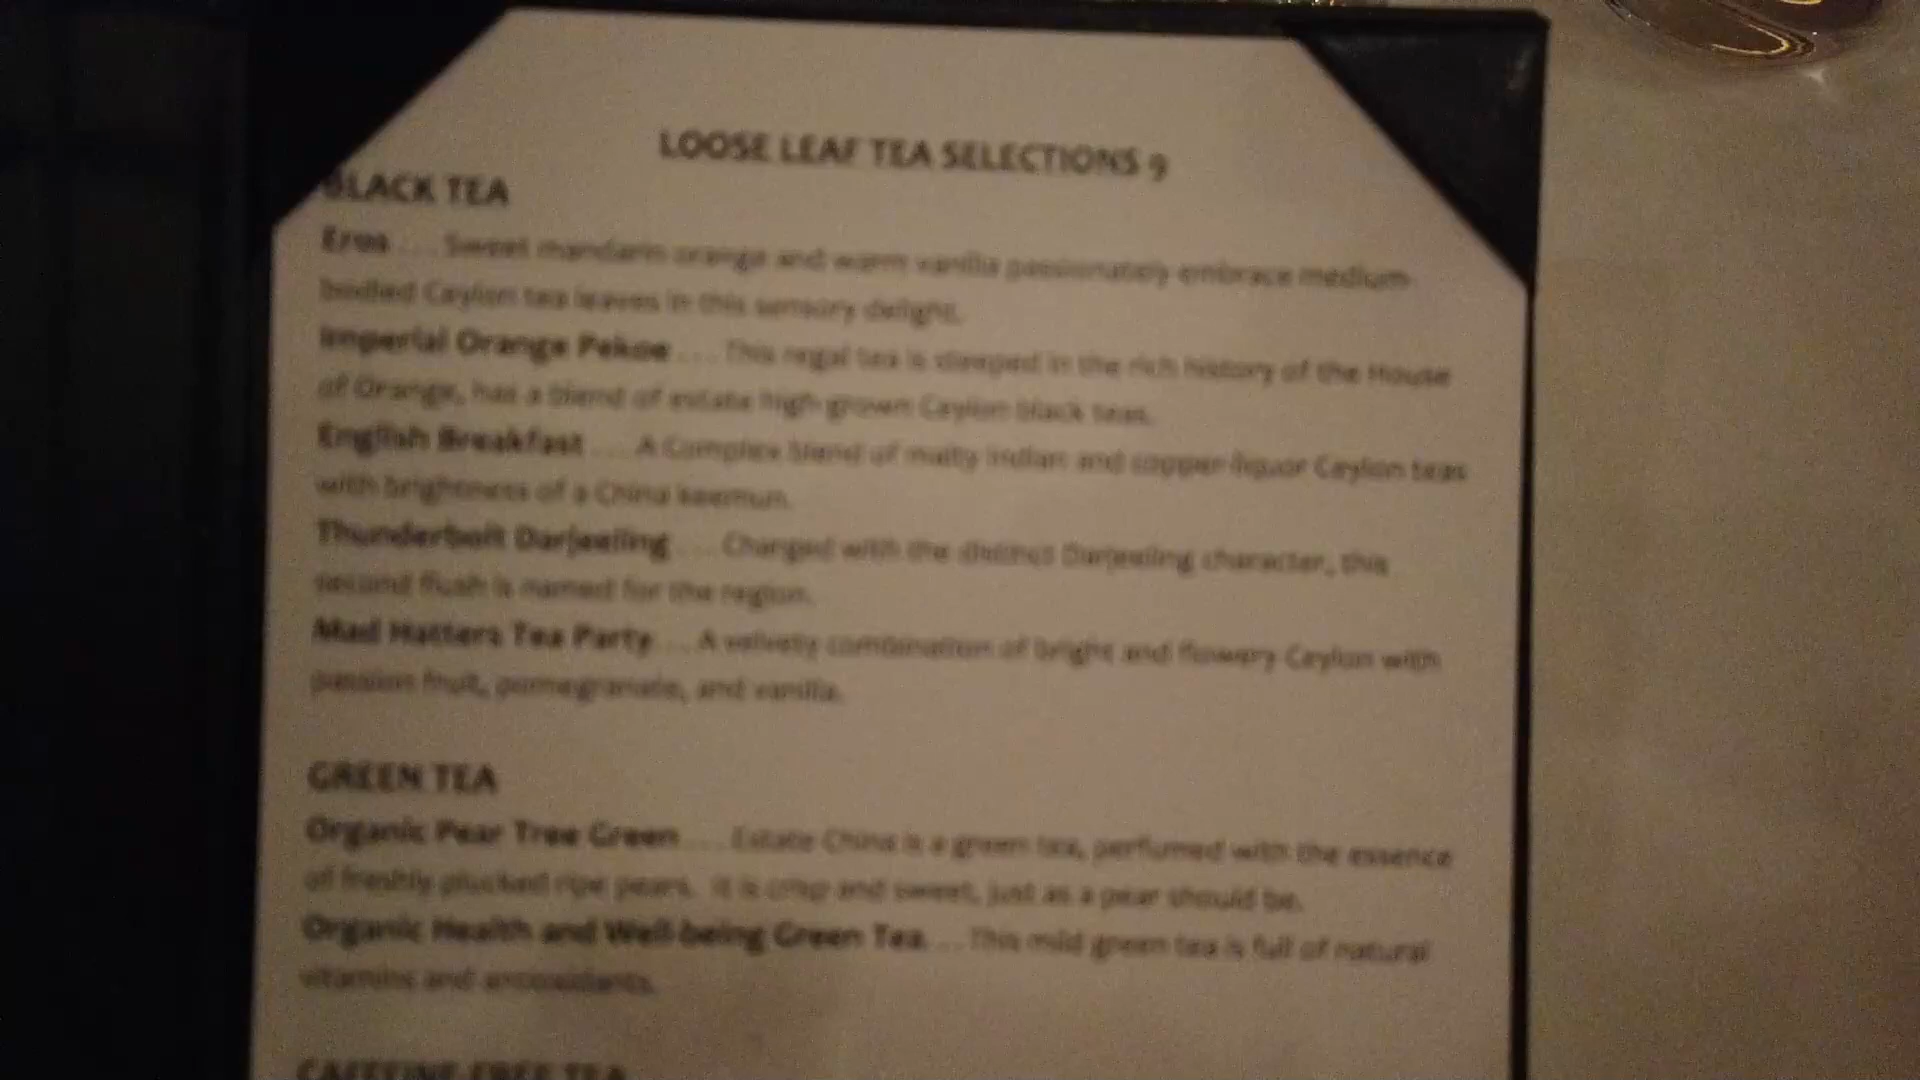 LOOSE LEAF TEA SELECTIONS 9
BLACK TEA
Eros .... Sweet mandarin orange and warm vanilla passionately embrace medium-
bodied Ceylon tea leaves in this sensory delight.
Imperial Orange Pekoe .... This regal tea is steeped in the rich history of the House
of Orange, has a blend of estate high-grown Ceylon black teas.
English Breakfast .... A Complex blend of malty Indian and copper-liquor Ceylon teas
with brightness of a China keemun.
Thunderbolt Darjeeling .... Charged with the distinct Darjeeling character, this
second flush is named for the region.
Mad Hatters Tea Party .... A velvety combination of bright and flowery Ceylon with
passion fruit, pomegranate, and vanilla.
GREEN TEA
Organic Pear Tree Green .... Estate China is a green tea, perfumed with the essence
of freshly plucked ripe pears. It is crisp and sweet, just as a pear should be.
Organic Health and Well-being Green Tea.... This mild green tea is full of natural
vitamins and antioxidants.
CAFFEINE-FREE TEA